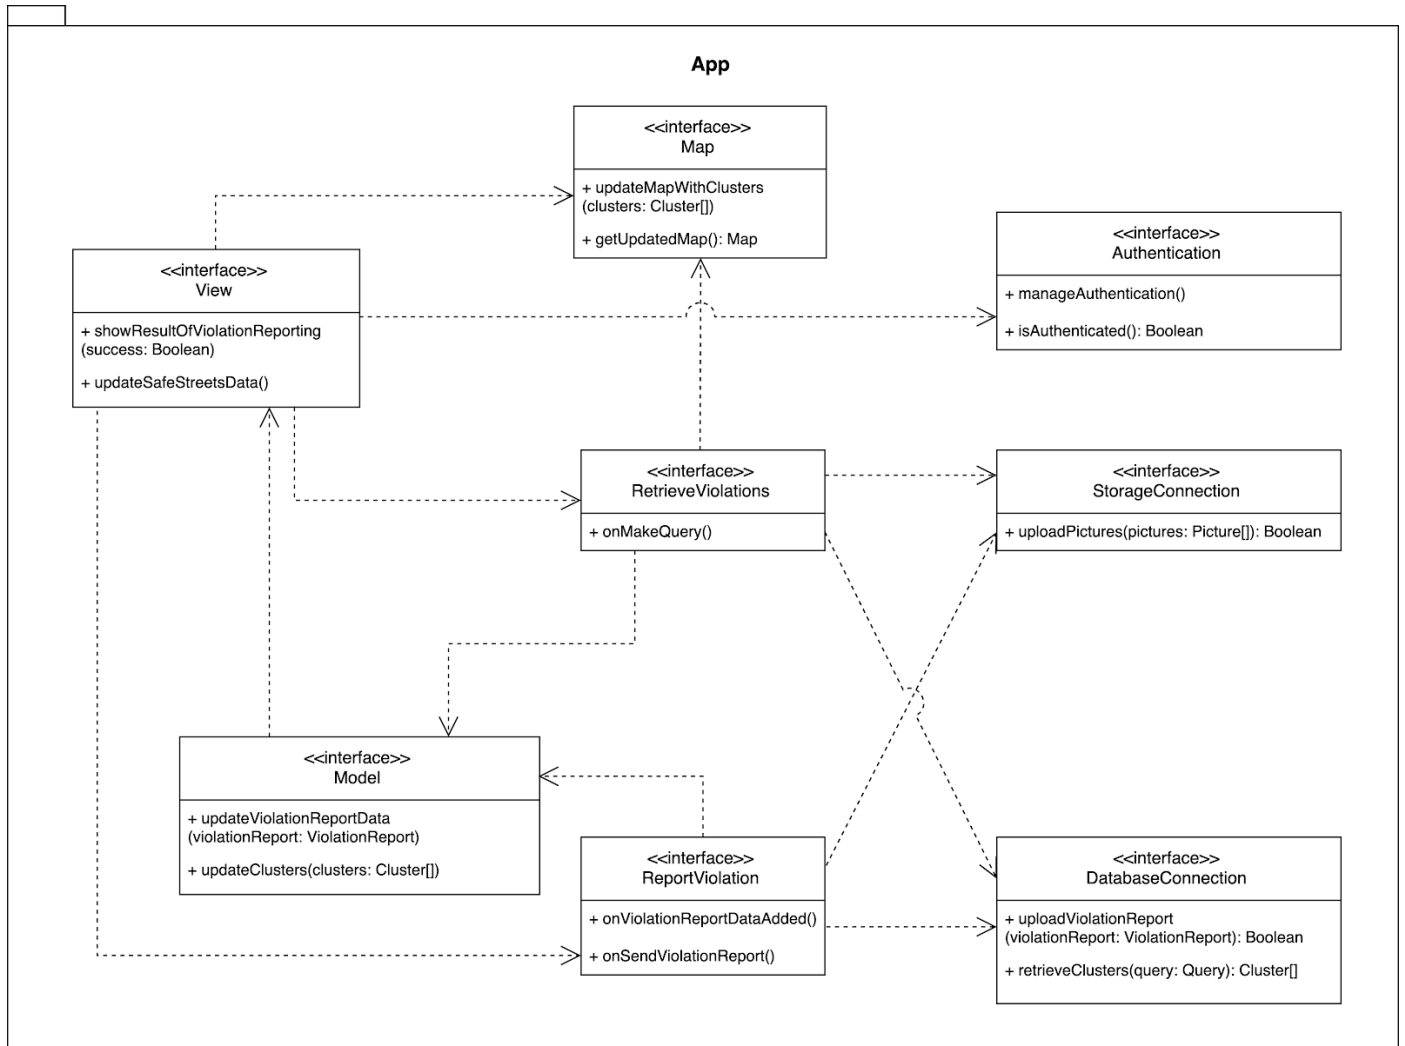 App
<<interface>>
Map
+ updateMapWithClusters
(clusters: Cluster[])
+ getUpdatedMap(): Map
<<interface>>
Authentication
+ manageAuthentication()
+ isAuthenticated(): Boolean
<<interface>>
View
+ showResultOfViolationReporting
(success: Boolean)
+ updateSafeStreetsData()
<<interface>>
RetrieveViolations
+ onMakeQuery()
<<interface>>
StorageConnection
+ uploadPictures(pictures: Picture[]): Boolean
<<interface>>
Model
+ updateViolationReportData
(violationReport: ViolationReport)
+ updateClusters(clusters: Cluster[])
<<interface>>
ReportViolation
+ onViolationReportDataAdded()
+ onSendViolationReport()
<<interface>>
DatabaseConnection
+ uploadViolationReport
(violationReport: ViolationReport): Boolean
+ retrieveClusters(query: Query): Cluster[]